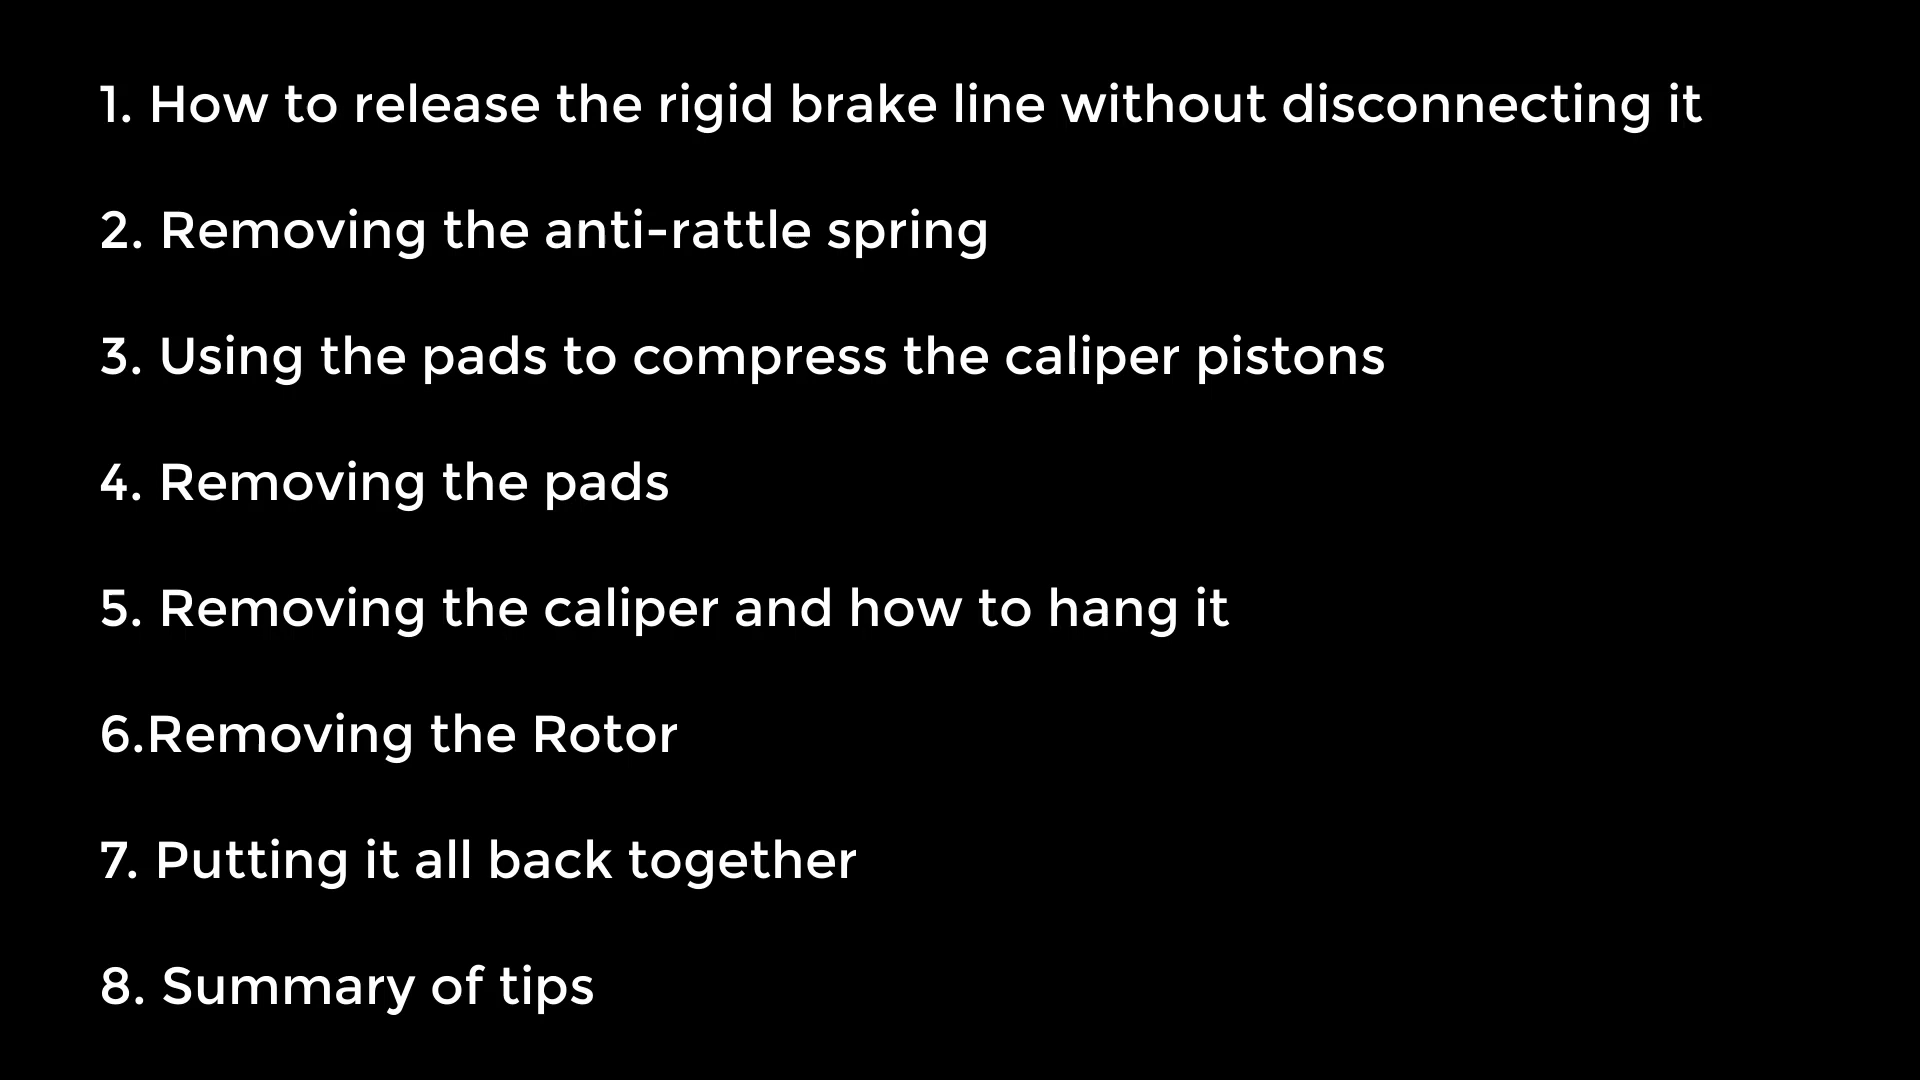 1. How to release the rigid brake line without disconnecting it
2. Removing the anti-rattle spring
3. Using the pads to compress the caliper pistons
4. Removing the pads
5. Removing the caliper and how to hang it
6.Removing the Rotor
7. Putting it all back together
8. Summary of tips